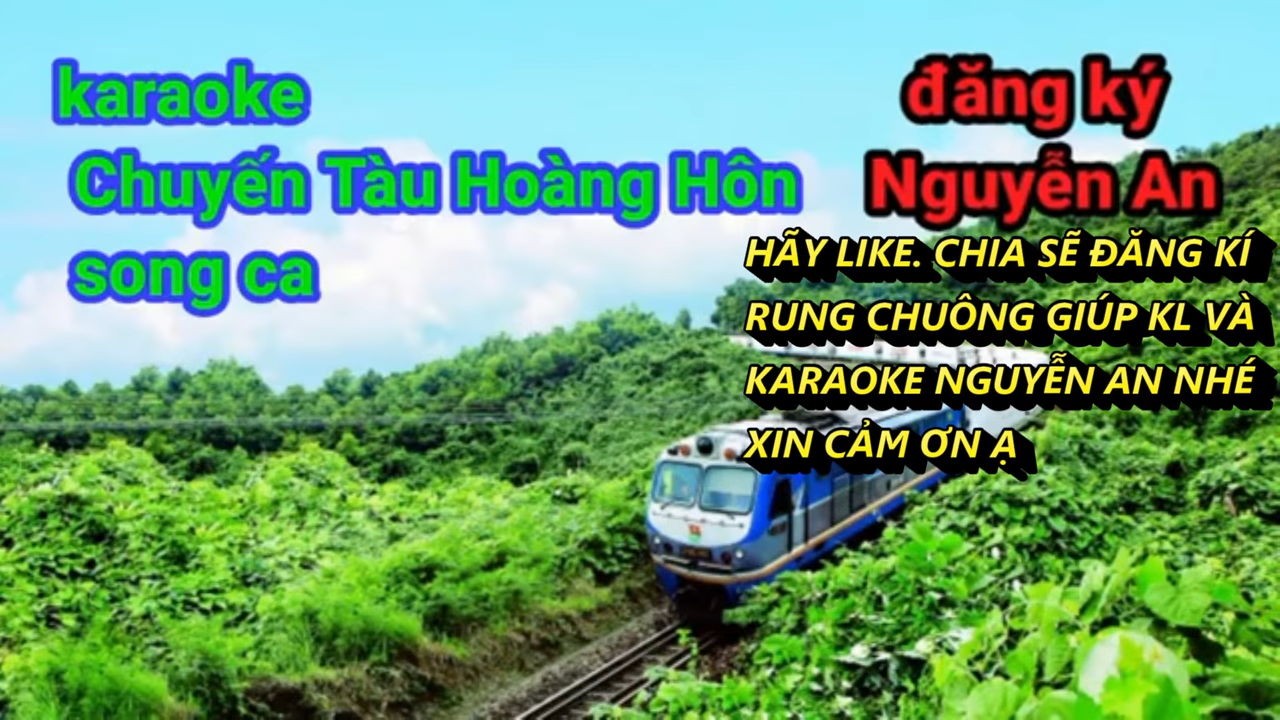 karaoke
Chuyến Tàu Hoàng Hôn
song ca
đăng ký
Nguyễn An
HÃY LIKE. CHIA SẼ ĐĂNG KÍ
RUNG CHUÔNG GIÚP KL VÀ
KARAOKE NGUYỄN AN NHÉ
XIN CẢM ƠN Ạ